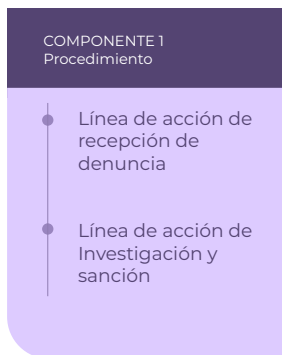 COMPONENTE 1
Procedimiento
Línea de acción de
recepción de
denuncia
Línea de acción de
Investigación y
sanción